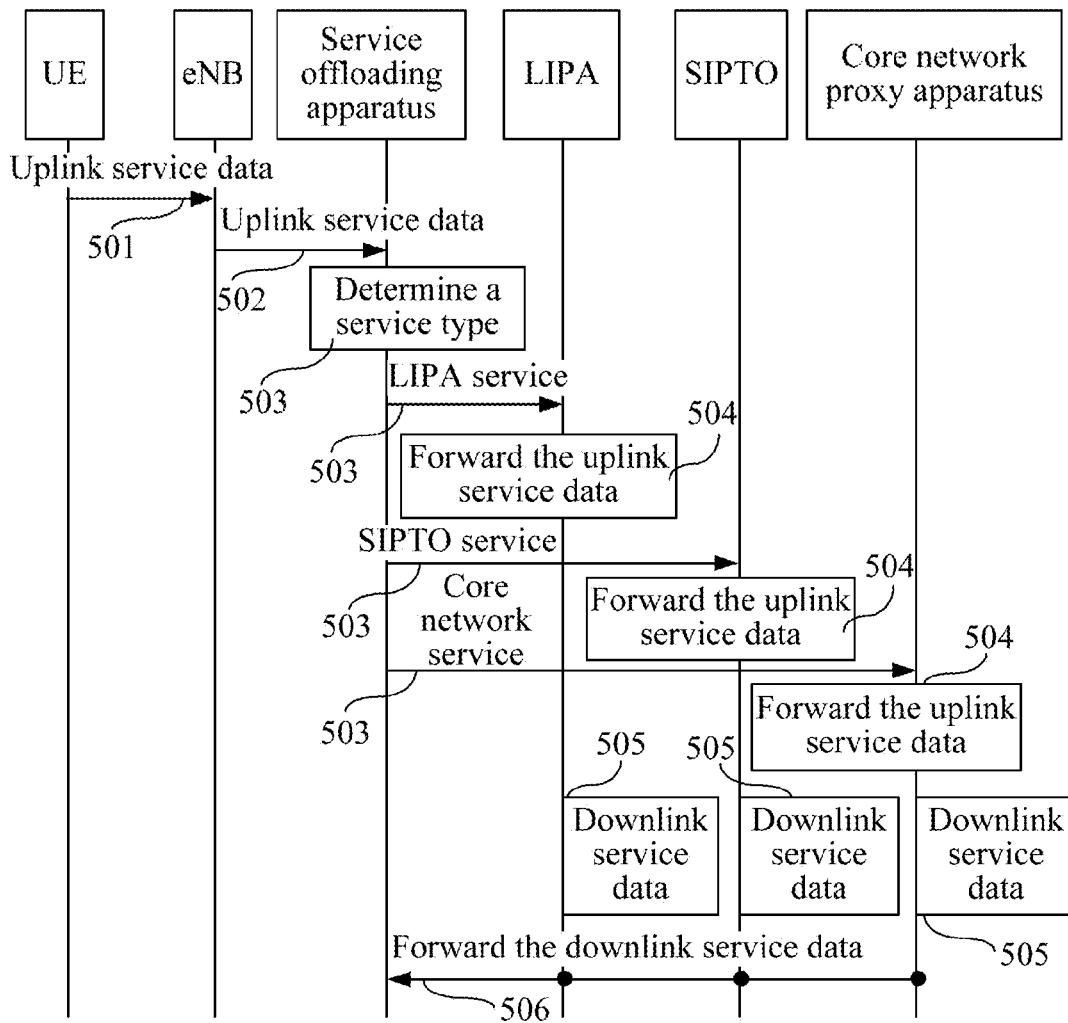 UE
eNB
Service
offloading
apparatus
LIPA
SIPTO
Core network
proxy apparatus
Uplink service data
501
Uplink service data
502
Determine a
service type
503
LIPA service
503
504
Forward the uplink
service data
SIPTO service
503
504
Forward the uplink
service data
Core
network
service
503
504
Forward the uplink
service data
505
505
Downlink
service
data
Downlink
service
data
Downlink
service
data
505
Forward the downlink service data
506